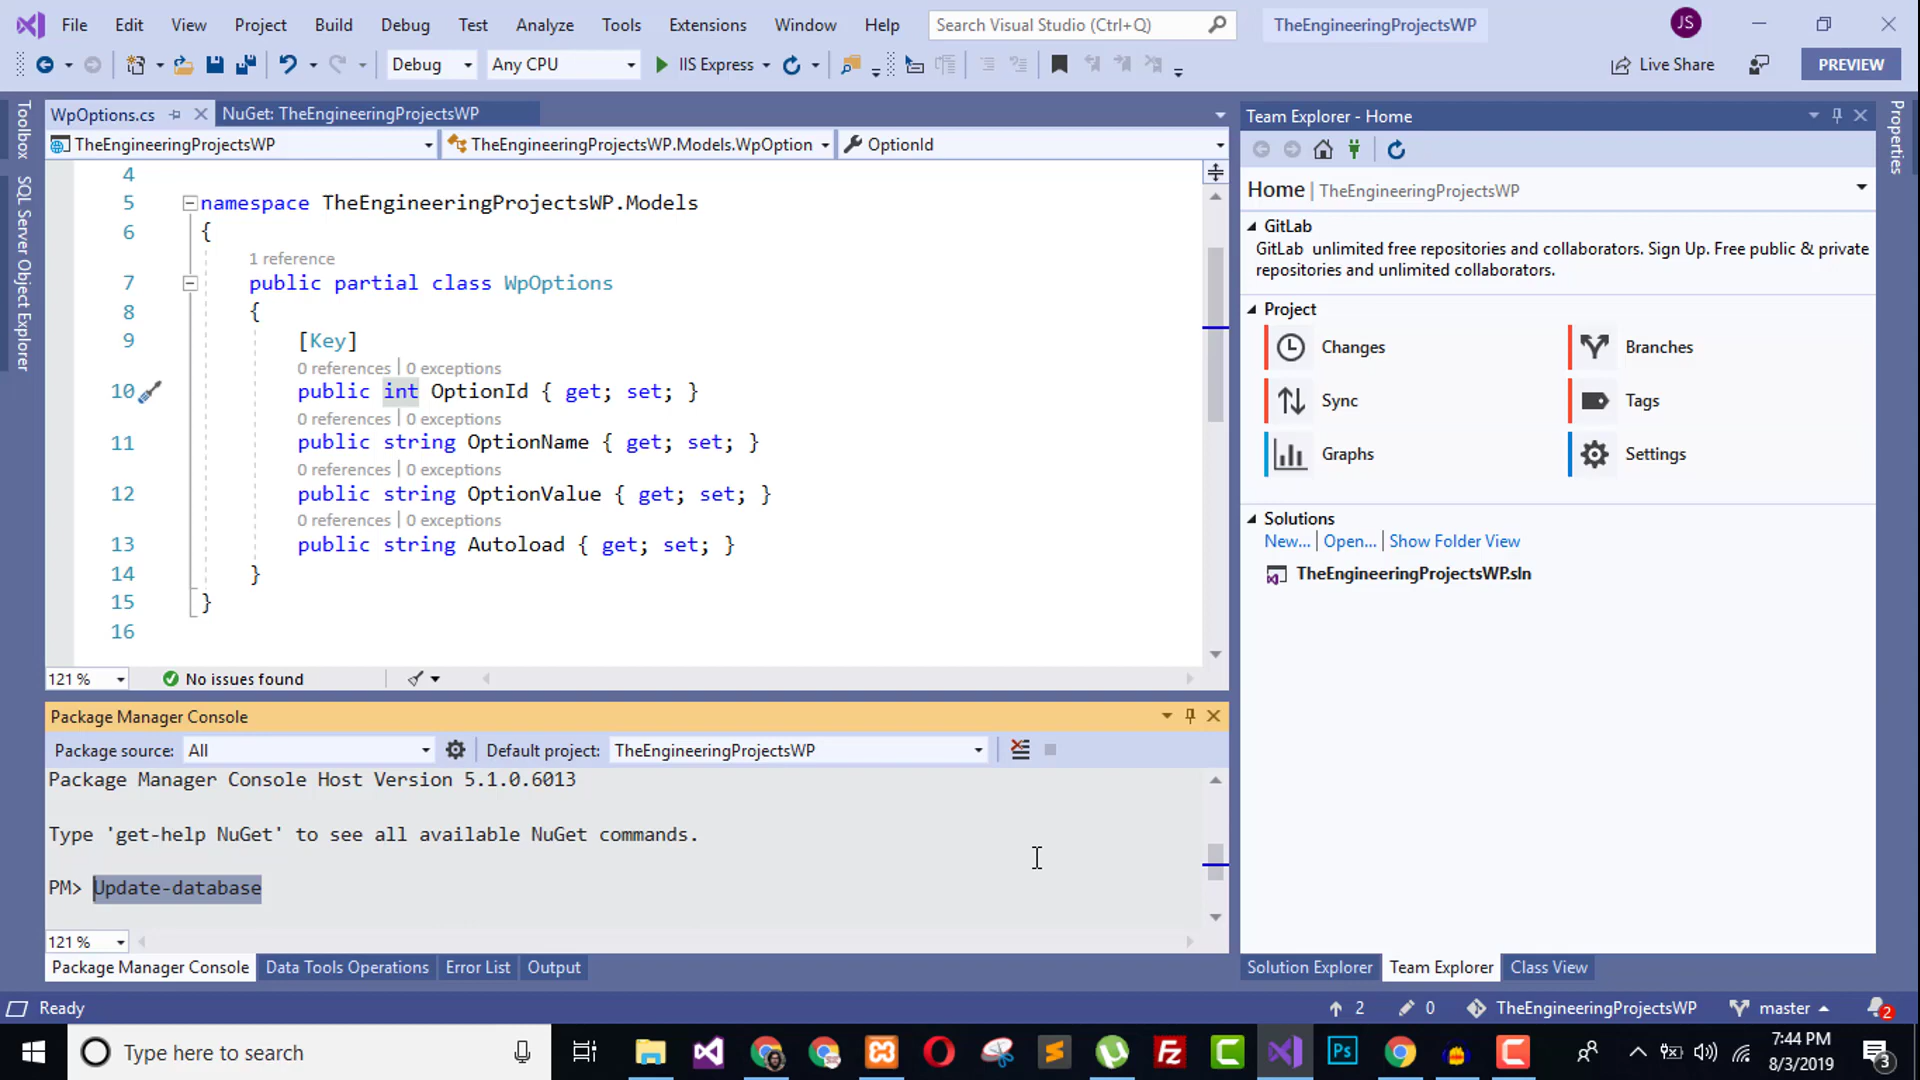 File Edit View Project Build Debug Test Analyze Tools Extensions Window Help Search Visual Studio (Ctrl+Q) TheEngineeringProjectsWP JS
Debug Any CPU IIS Express Live Share PREVIEW
Toolbox
SQL Server Object Explorer
WpOptions.cs NuGet: TheEngineeringProjectsWP
TheEngineeringProjectsWP TheEngineeringProjectsWP.Models.WpOption OptionId
4
5 namespace TheEngineeringProjectsWP.Models
6 {
1 reference
7 public partial class WpOptions
8 {
9 [Key]
0 references | 0 exceptions
10 public int OptionId { get; set; }
0 references | 0 exceptions
11 public string OptionName { get; set; }
0 references | 0 exceptions
12 public string OptionValue { get; set; }
0 references | 0 exceptions
13 public string Autoload { get; set; }
14 }
15 }
16
121 % No issues found
Package Manager Console
Package source: All Default project: TheEngineeringProjectsWP
Package Manager Console Host Version 5.1.0.6013
Type 'get-help NuGet' to see all available NuGet commands.
PM> Update-database
121 %
Package Manager Console Data Tools Operations Error List Output
Team Explorer - Home
Home | TheEngineeringProjectsWP
GitLab
GitLab unlimited free repositories and collaborators. Sign Up. Free public & private
repositories and unlimited collaborators.
Project
Changes Branches
Sync Tags
Graphs Settings
Solutions
New... | Open... | Show Folder View
TheEngineeringProjectsWP.sln
Solution Explorer Team Explorer Class View
Properties
Ready 2 0 TheEngineeringProjectsWP master 2
Type here to search Ps 7:44 PM
8/3/2019 3